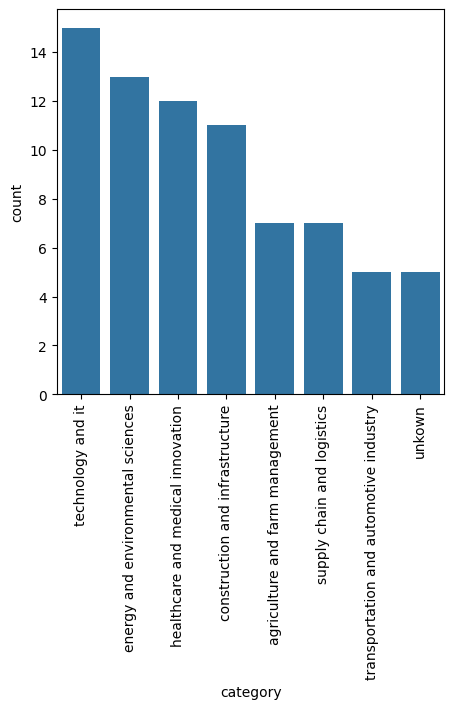 14
12
10
8
6
4
2
0
count
technology and it
energy and environmental sciences
healthcare and medical innovation
construction and infrastructure
agriculture and farm management
supply chain and logistics
transportation and automotive industry
unkown
category